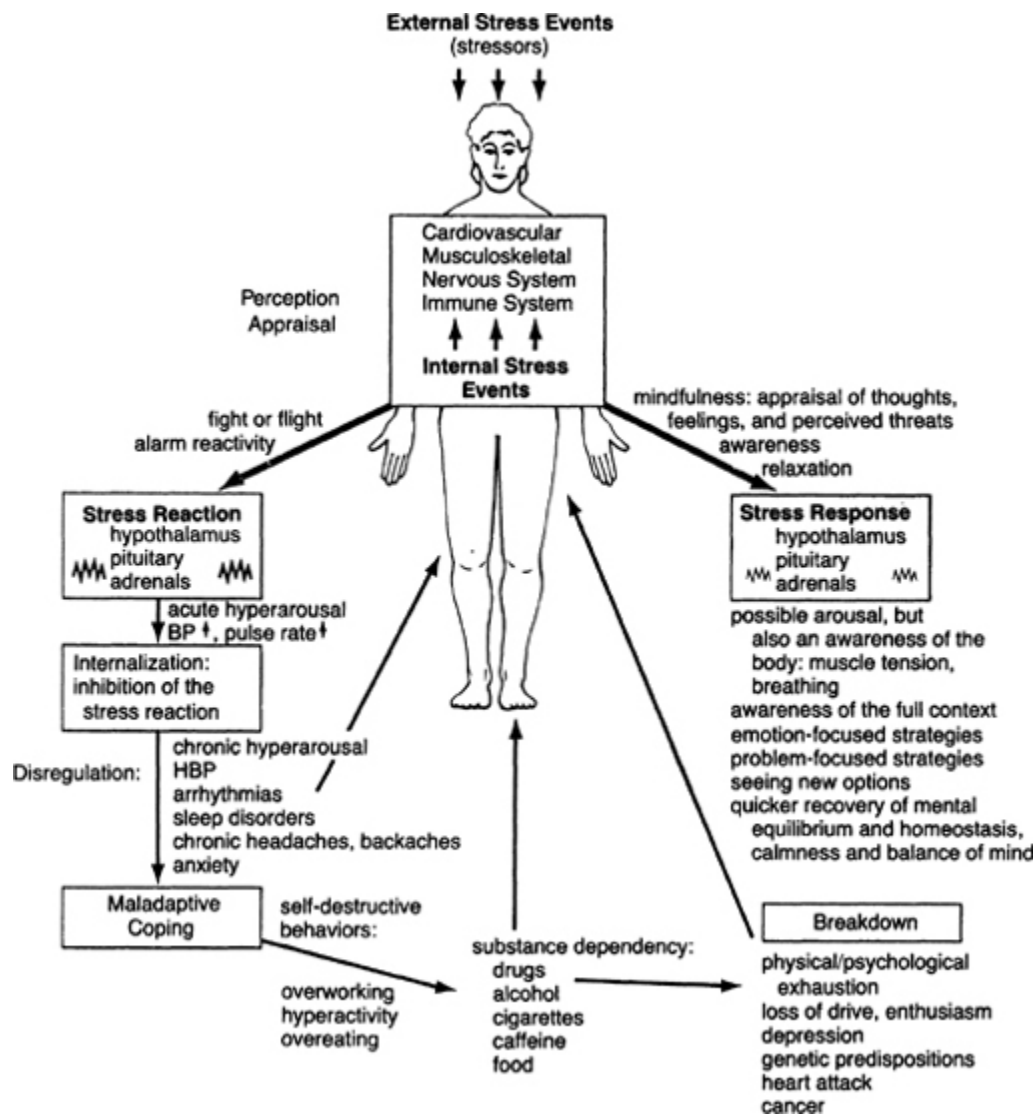 External Stress Events
(stressors)
Cardiovascular
Musculoskeletal
Nervous System
Immune System
Internal Stress
Events
Perception
Appraisal
fight or flight
alarm reactivity
mindfulness: appraisal of thoughts,
feelings, and perceived threats
awareness
relaxation
Stress Reaction
hypothalamus
pituitary
adrenals
acute hyperarousal
BP, pulse rate
Internalization:
inhibition of the
stress reaction
Disregulation:
chronic hyperarousal
HBP
arrhythmias
sleep disorders
chronic headaches, backaches
anxiety
Maladaptive
Coping
self-destructive
behaviors:
overworking
hyperactivity
overeating
substance dependency:
drugs
alcohol
cigarettes
caffeine
food
Stress Response
hypothalamus
pituitary
adrenals
possible arousal, but
also an awareness of the
body: muscle tension,
breathing
awareness of the full context
emotion-focused strategies
problem-focused strategies
seeing new options
quicker recovery of mental
equilibrium and homeostasis,
calmness and balance of mind
Breakdown
physical/psychological
exhaustion
loss of drive, enthusiasm
depression
genetic predispositions
heart attack
cancer